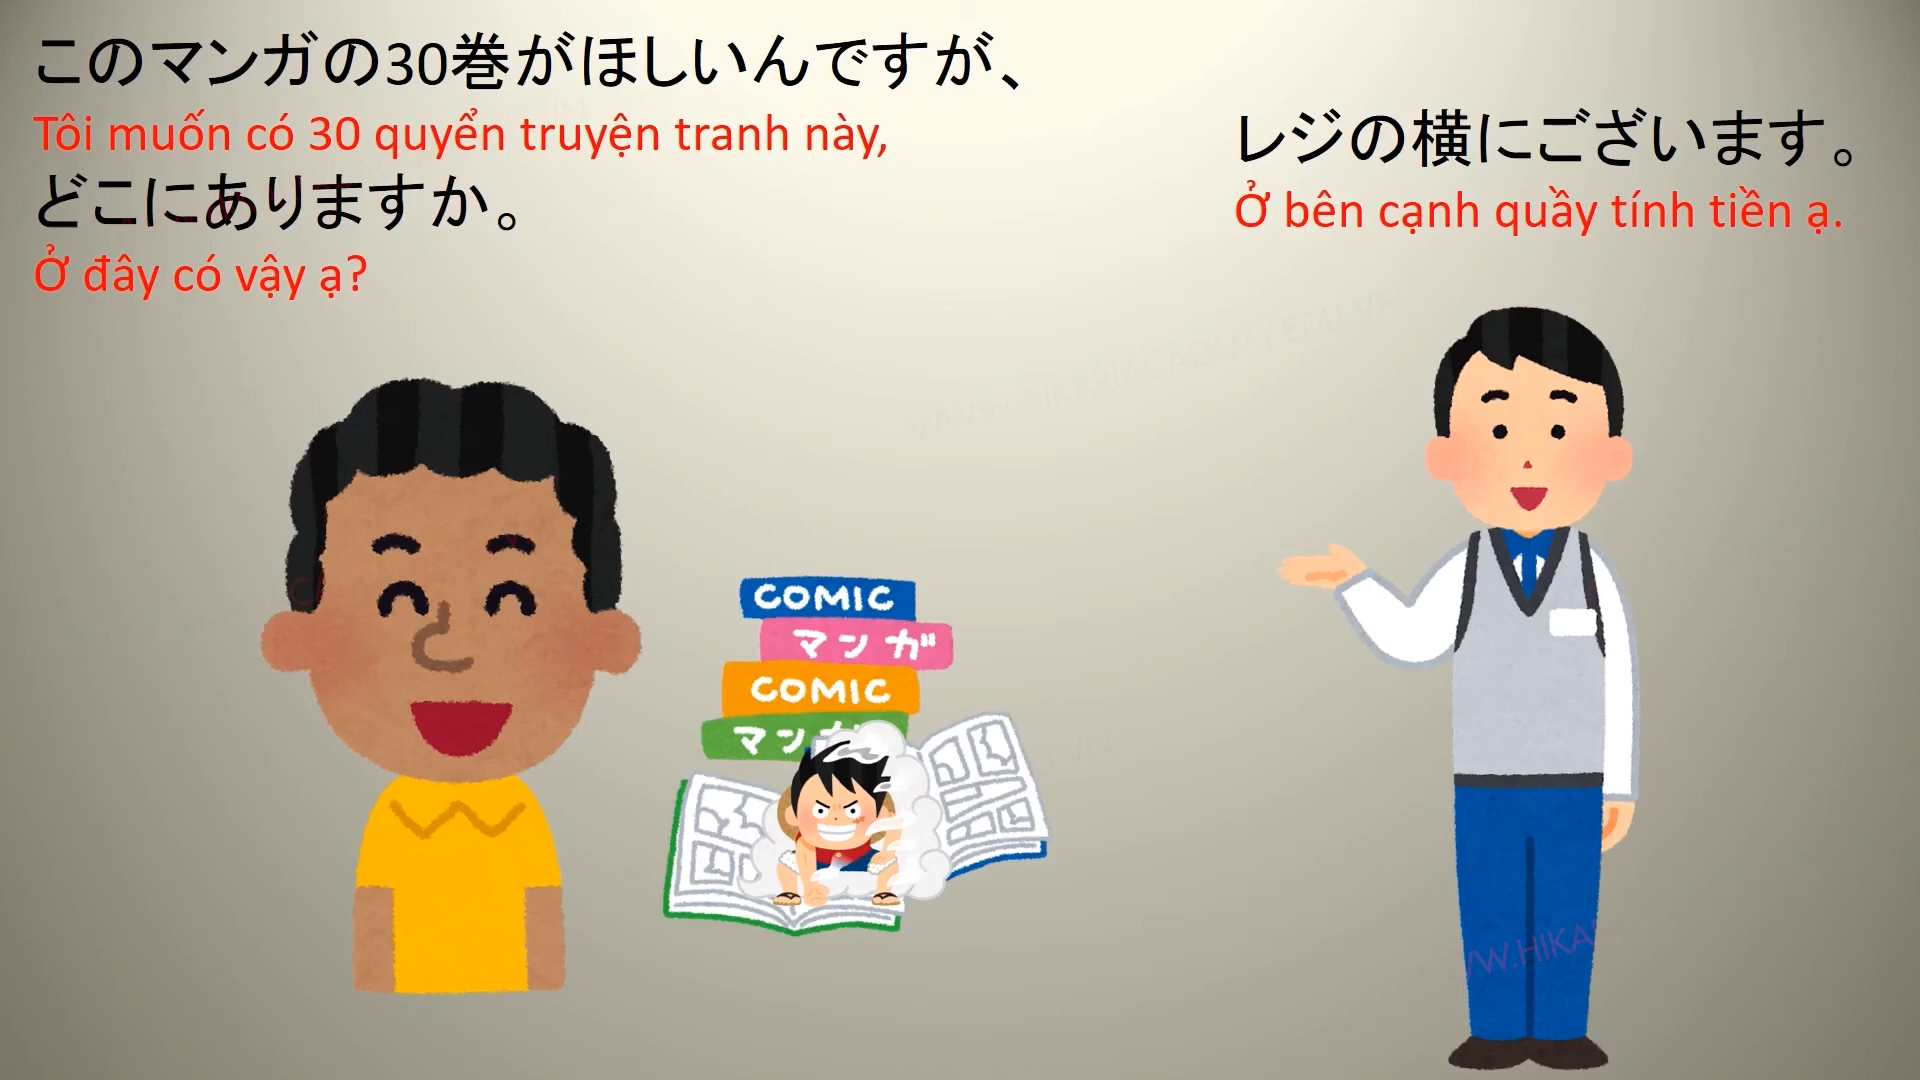 このマンガの30巻がほしいんですが、
Tôi muốn có 30 quyển truyện tranh này,
どこにありますか。
Ở đây có vậy ạ?
レジの横にございます。
Ở bên cạnh quầy tính tiền ạ.
COMIC
マンガ
COMIC
マン